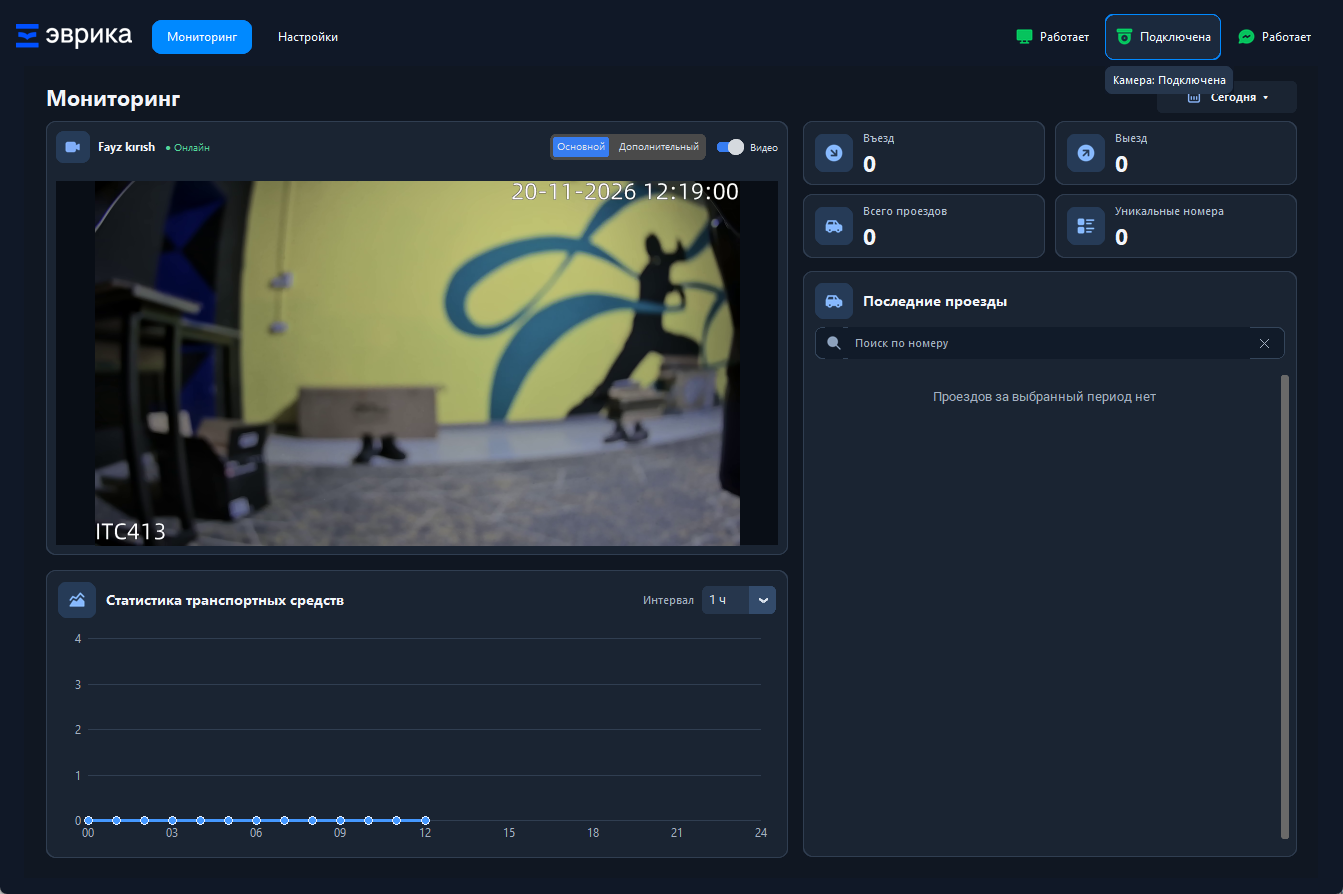 эврика
Мониторинг
Настройки
Работает
Подключена
Работает
Камера: Подключена
Мониторинг
Сегодня
Fayz kırısh
Онлайн
Основной
Дополнительный
Видео
20-11-2026 12:19:00
ITC413
Въезд
0
Выезд
0
Всего проездов
0
Уникальные номера
0
Последние проезды
Поиск по номеру
Проездов за выбранный период нет
Статистика транспортных средств
Интервал
1 ч
4
3
2
1
0
00 03 06 09 12 15 18 21 24